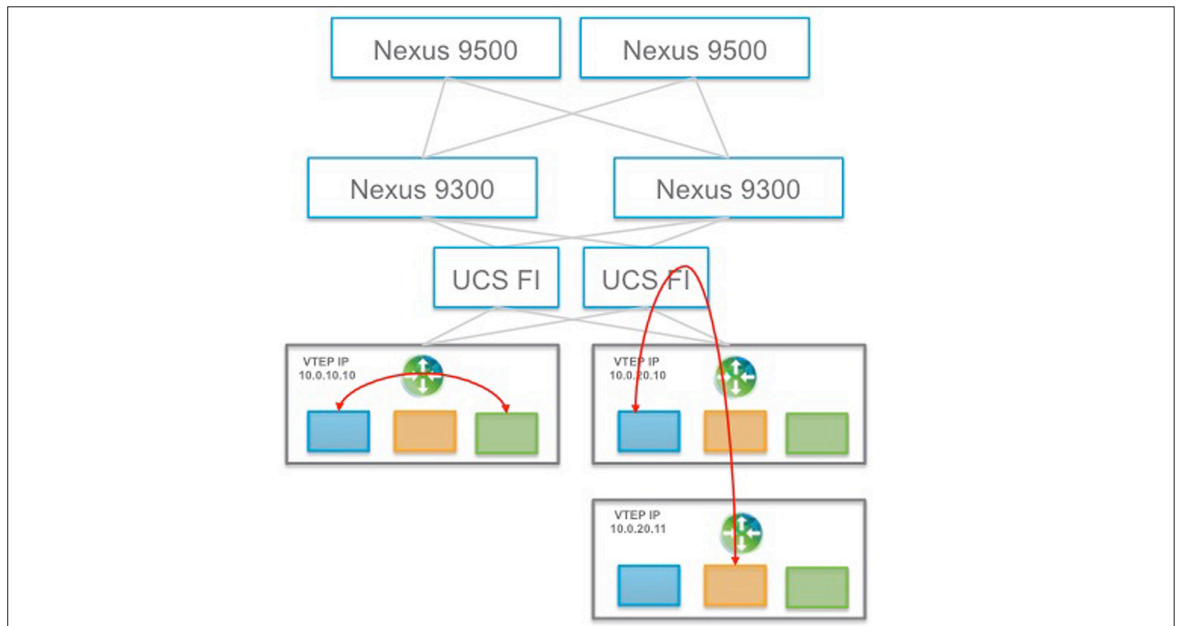 Nexus 9500
Nexus 9500
Nexus 9300
Nexus 9300
UCS FI
UCS FI
VTEP IP
10.0.10.10
VTEP IP
10.0.20.10
VTEP IP
10.0.20.11